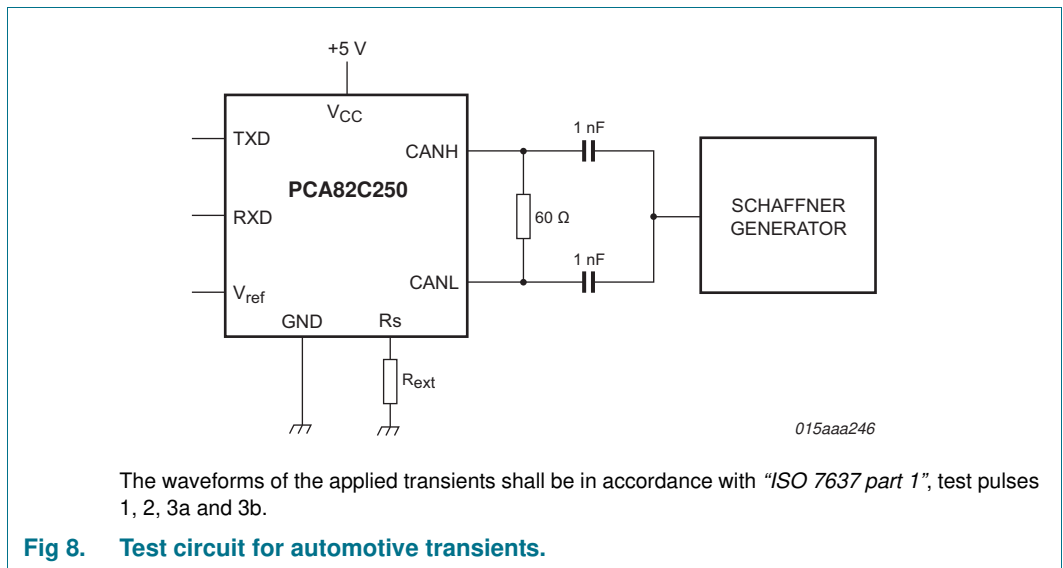 +5 V
VCC
TXD
CANH
1 nF
PCA82C250
SCHAFFNER
GENERATOR
RXD
60 Ω
1 nF
CANL
Vref
GND
Rs
Rext
015aaa246
The waveforms of the applied transients shall be in accordance with "ISO 7637 part 1", test pulses
1, 2, 3a and 3b.
Fig 8. Test circuit for automotive transients.